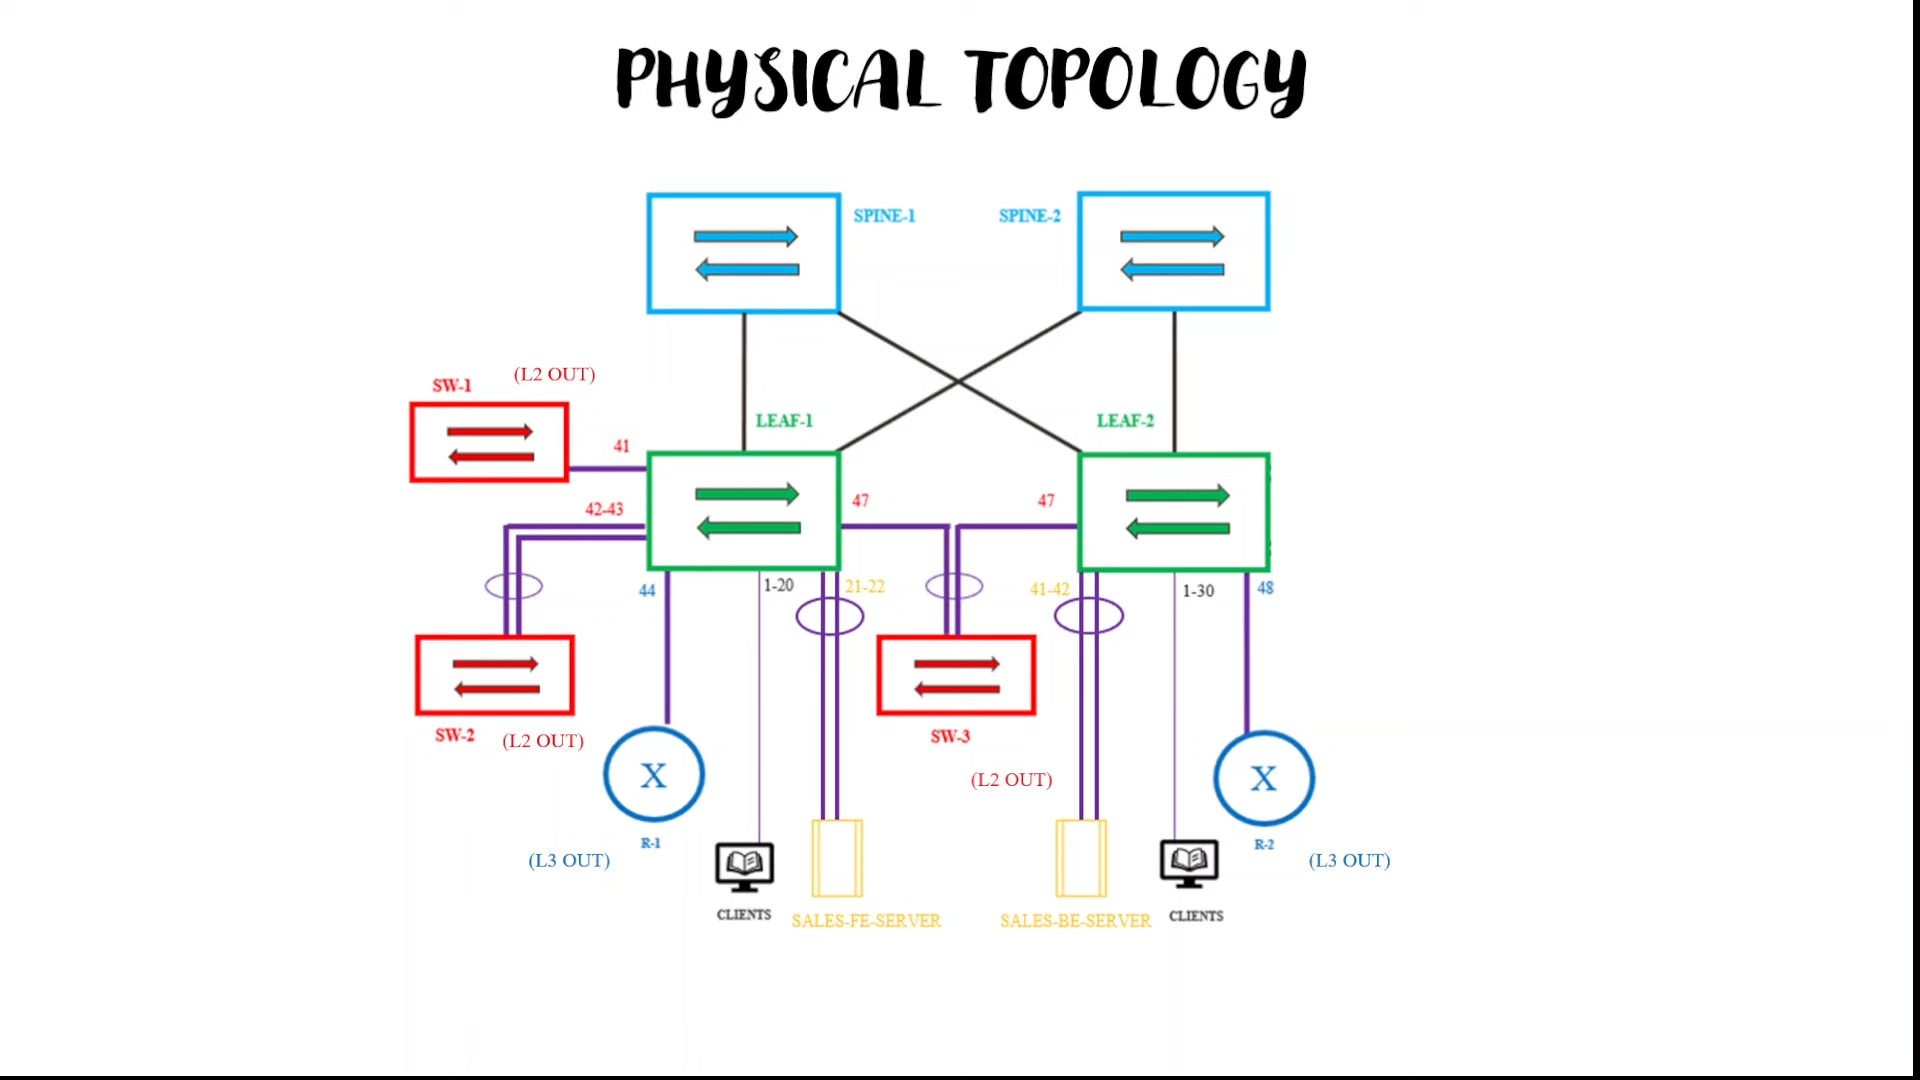 PHYSICAL TOPOLOGY
SPINE-1
SPINE-2
SW-1
(L2 OUT)
LEAF-1
LEAF-2
41
42-43
47
47
44
1-20
21-22
41-42
1-30
48
SW-2
(L2 OUT)
SW-3
(L2 OUT)
X
X
R-1
R-2
(L3 OUT)
(L3 OUT)
CLIENTS
SALES-FE-SERVER
SALES-BE-SERVER
CLIENTS